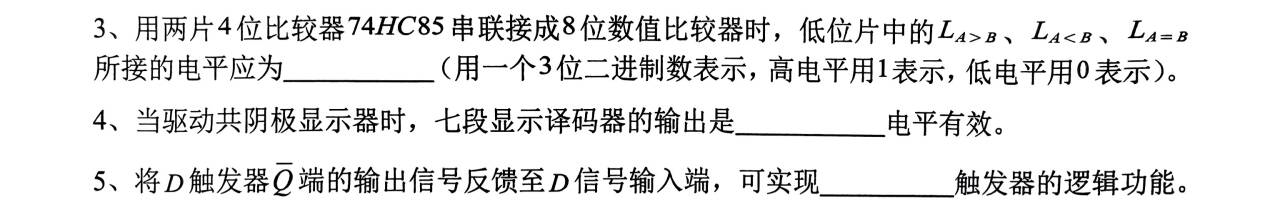 3、用两片4位比较器74HC85串联接成8位数值比较器时，低位片中的L_{A>B}、L_{A<B}、L_{A=B}
所接的电平应为__________（用一个3位二进制数表示，高电平用1表示，低电平用0表示）。
4、当驱动共阴极显示器时，七段显示译码器的输出是__________电平有效。
5、将D触发器Q̅端的输出信号反馈至D信号输入端，可实现_________触发器的逻辑功能。